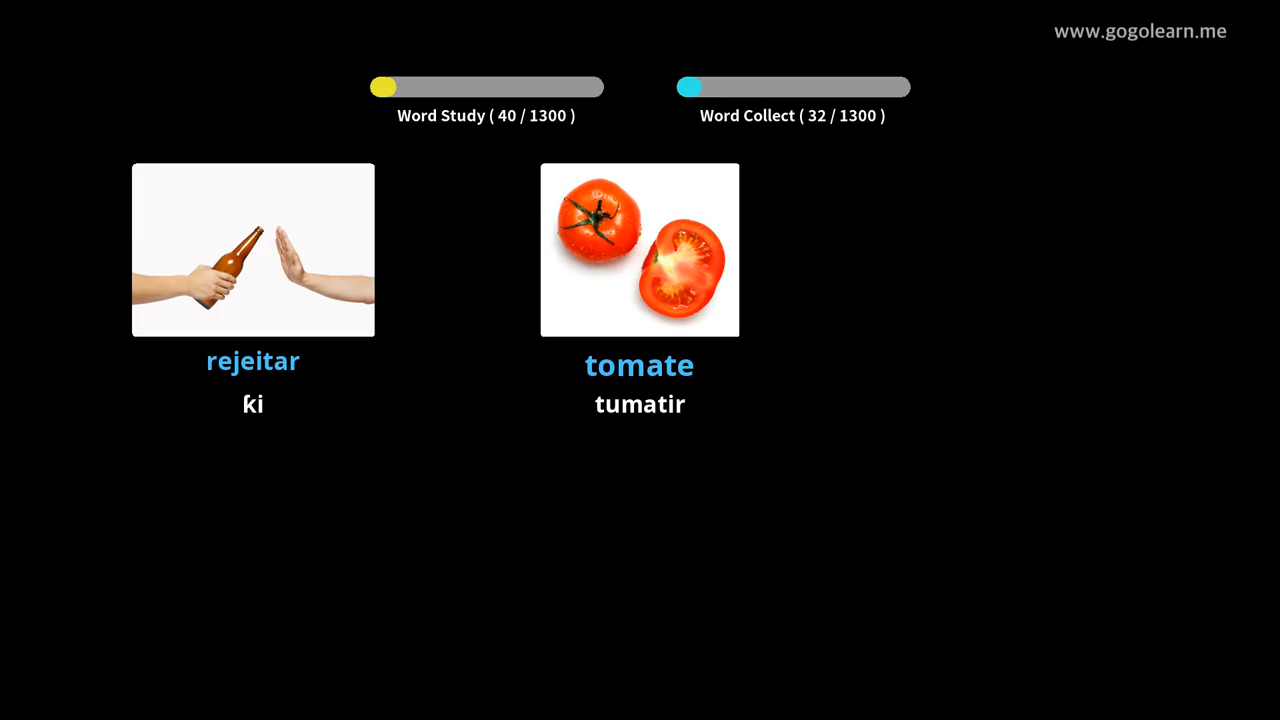 www.gogolearn.me
Word Study ( 40 / 1300 )
Word Collect ( 32 / 1300 )
rejeitar
ƙi
tomate
tumatir